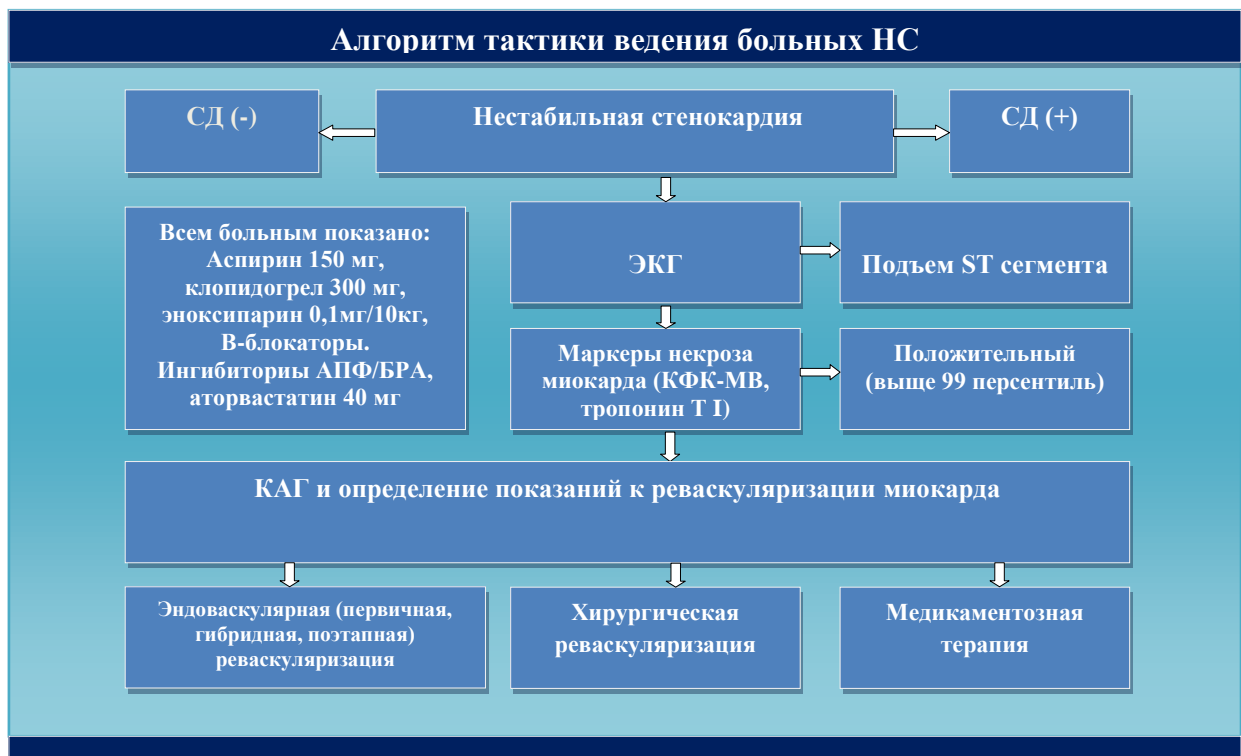 Алгоритм тактики ведения больных НС
СД (-)
Нестабильная стенокардия
СД (+)
Всем больным показано:
Аспирин 150 мг,
клопидогрел 300 мг,
эноксипарин 0,1мг/10кг,
В-блокаторы.
Ингибиториы АПФ/БРА,
аторвастатин 40 мг
ЭКГ
Подъем ST сегмента
Маркеры некроза
миокарда (КФК-МВ,
тропонин Т I)
Положительный
(выще 99 персентиль)
КАГ и определение показаний к реваскуляризации миокарда
Эндоваскулярная (первичная,
гибридная, поэтапная)
реваскуляризация
Хирургическая
реваскуляризация
Медикаментозная
терапия